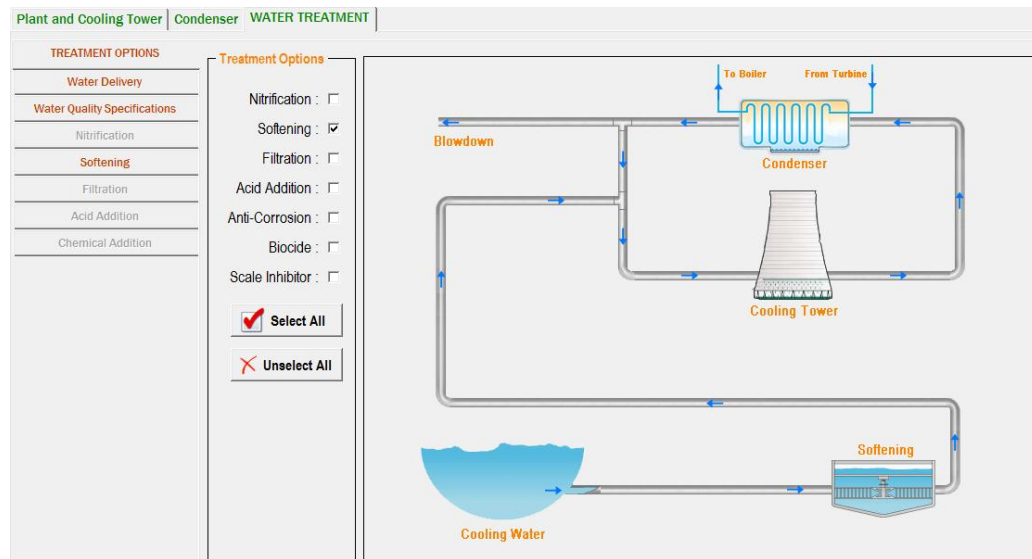 Plant and Cooling Tower
Condenser
WATER TREATMENT
TREATMENT OPTIONS
Water Delivery
Water Quality Specifications
Nitrification
Softening
Filtration
Acid Addition
Chemical Addition
Treatment Options
Nitrification :
Softening :
Filtration :
Acid Addition :
Anti-Corrosion :
Biocide :
Scale Inhibitor :
Select All
Unselect All
To Boiler
From Turbine
Blowdown
Condenser
Cooling Tower
Softening
Cooling Water